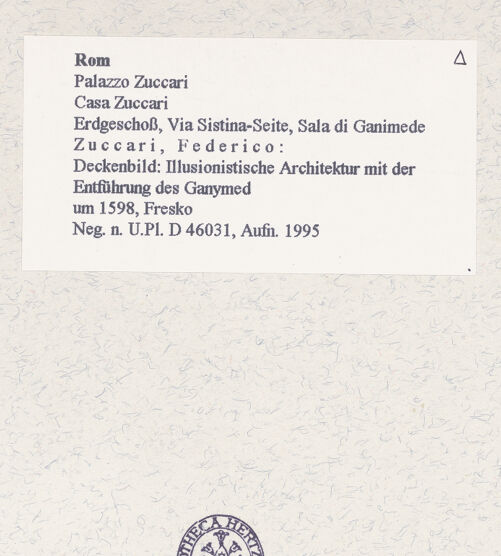 Rom
Δ
Palazzo Zuccari
Casa Zuccari
Erdgeschoß, Via Sistina-Seite, Sala di Ganimede
Zuccari, Federico:
Deckenbild: Illusionistische Architektur mit der
Entführung des Ganymed
um 1598, Fresko
Neg. n. U.Pl. D 46031, Aufn. 1995